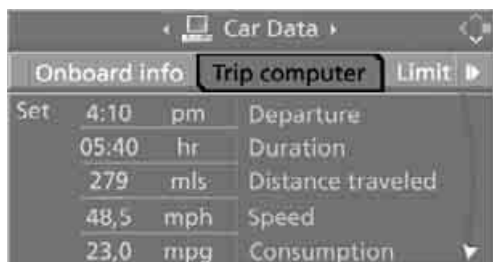 Car Data
Onboard info Trip computer Limit
Set 4:10 pm Departure
05:40 hr Duration
279 mls Distance traveled
48,5 mph Speed
23,0 mpg Consumption